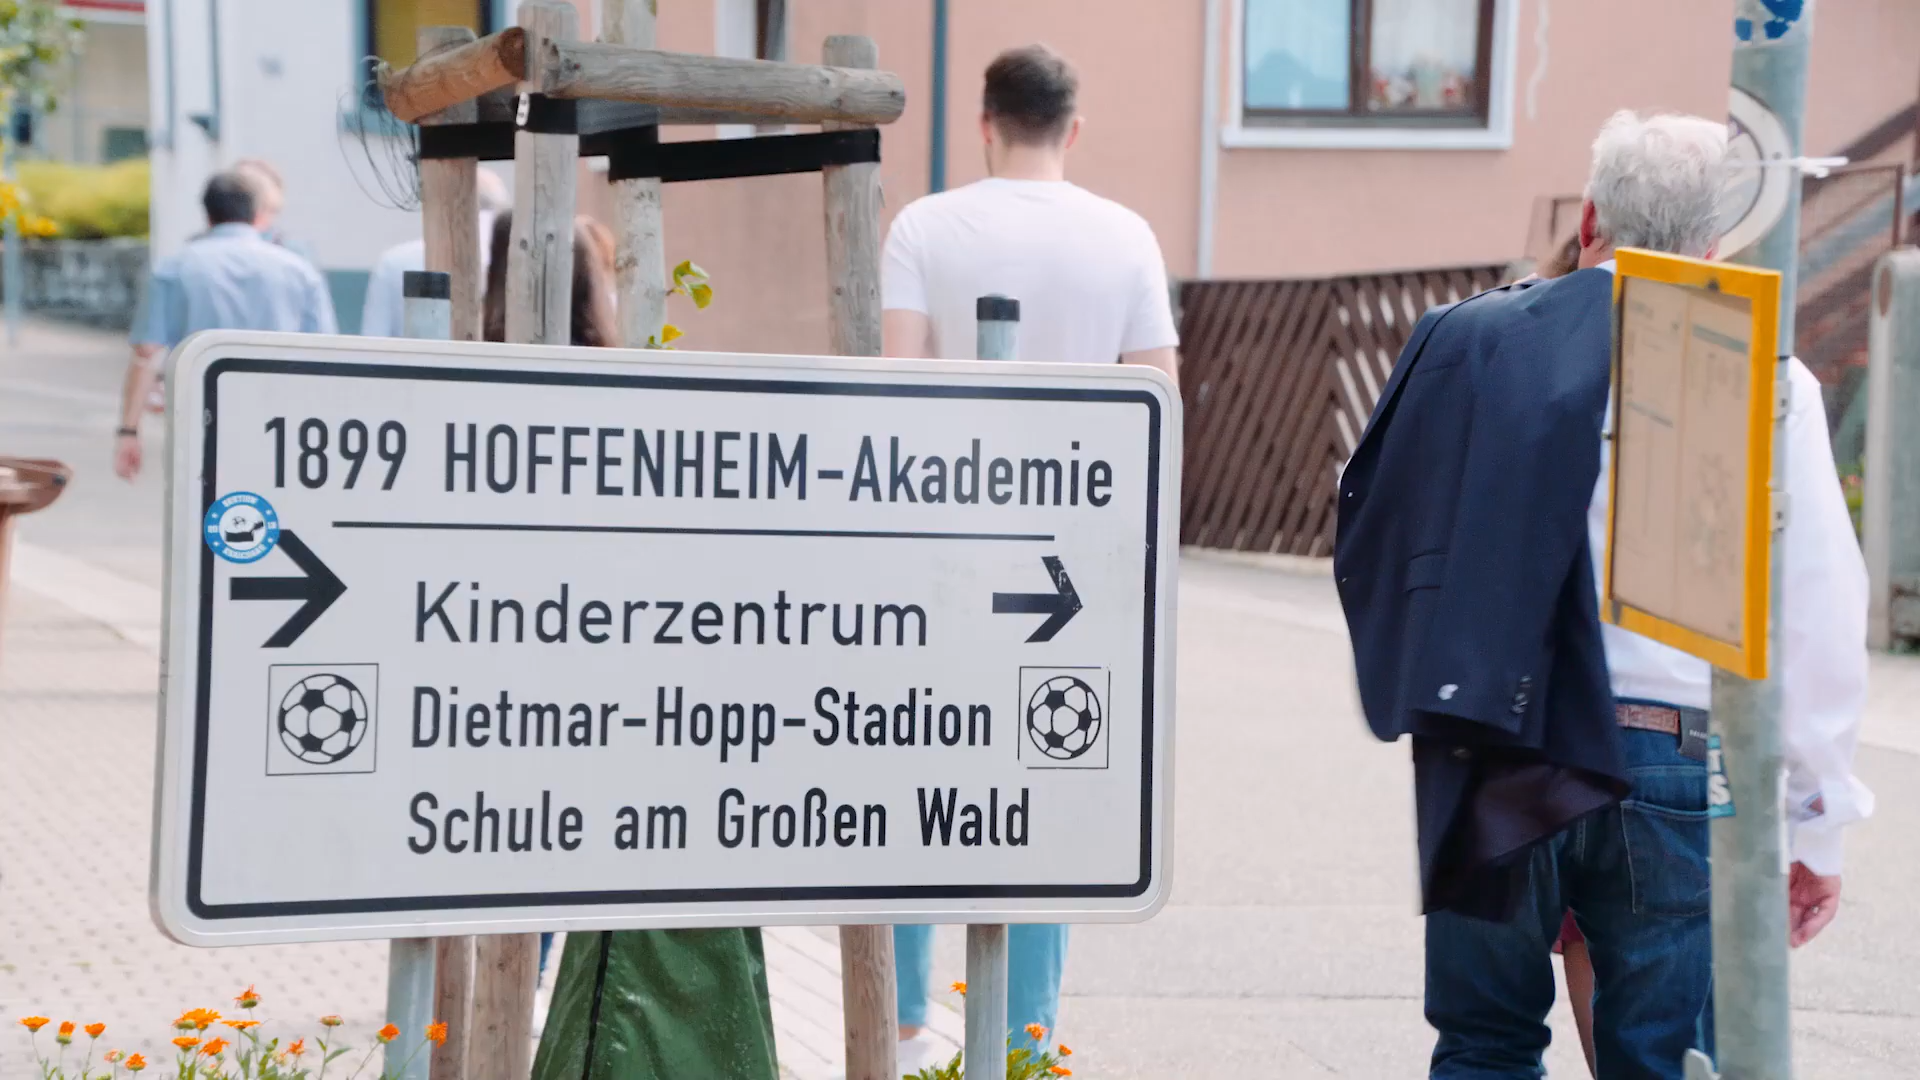 1899 HOFFENHEIM-Akademie
Kinderzentrum
Dietmar-Hopp-Stadion
Schule am Großen Wald